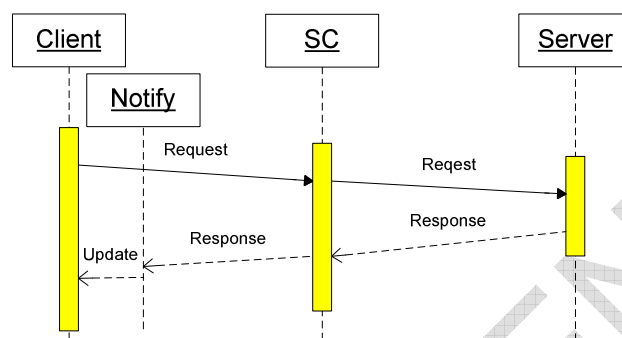 Client
SC
Server
Notify
Request
Reqest
Response
Response
Update